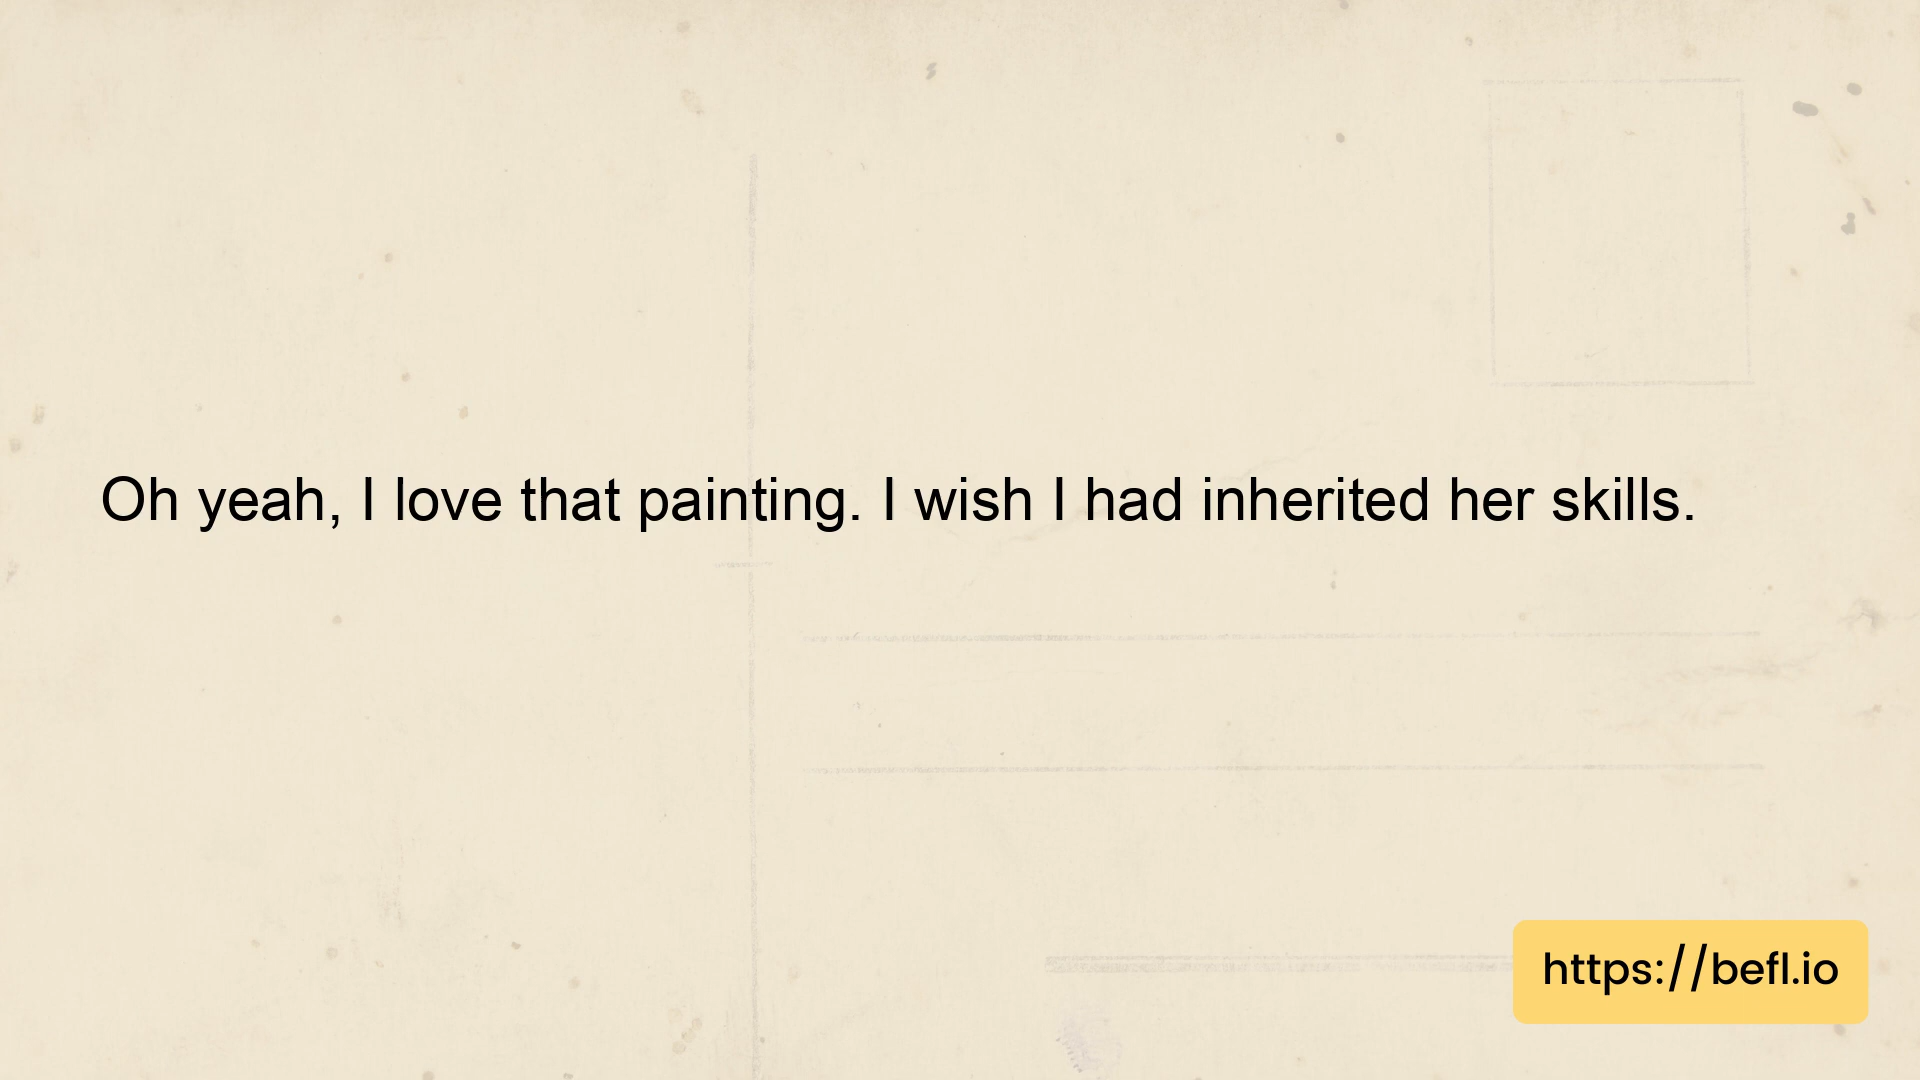 Oh yeah, I love that painting. I wish I had inherited her skills.
https://befl.io